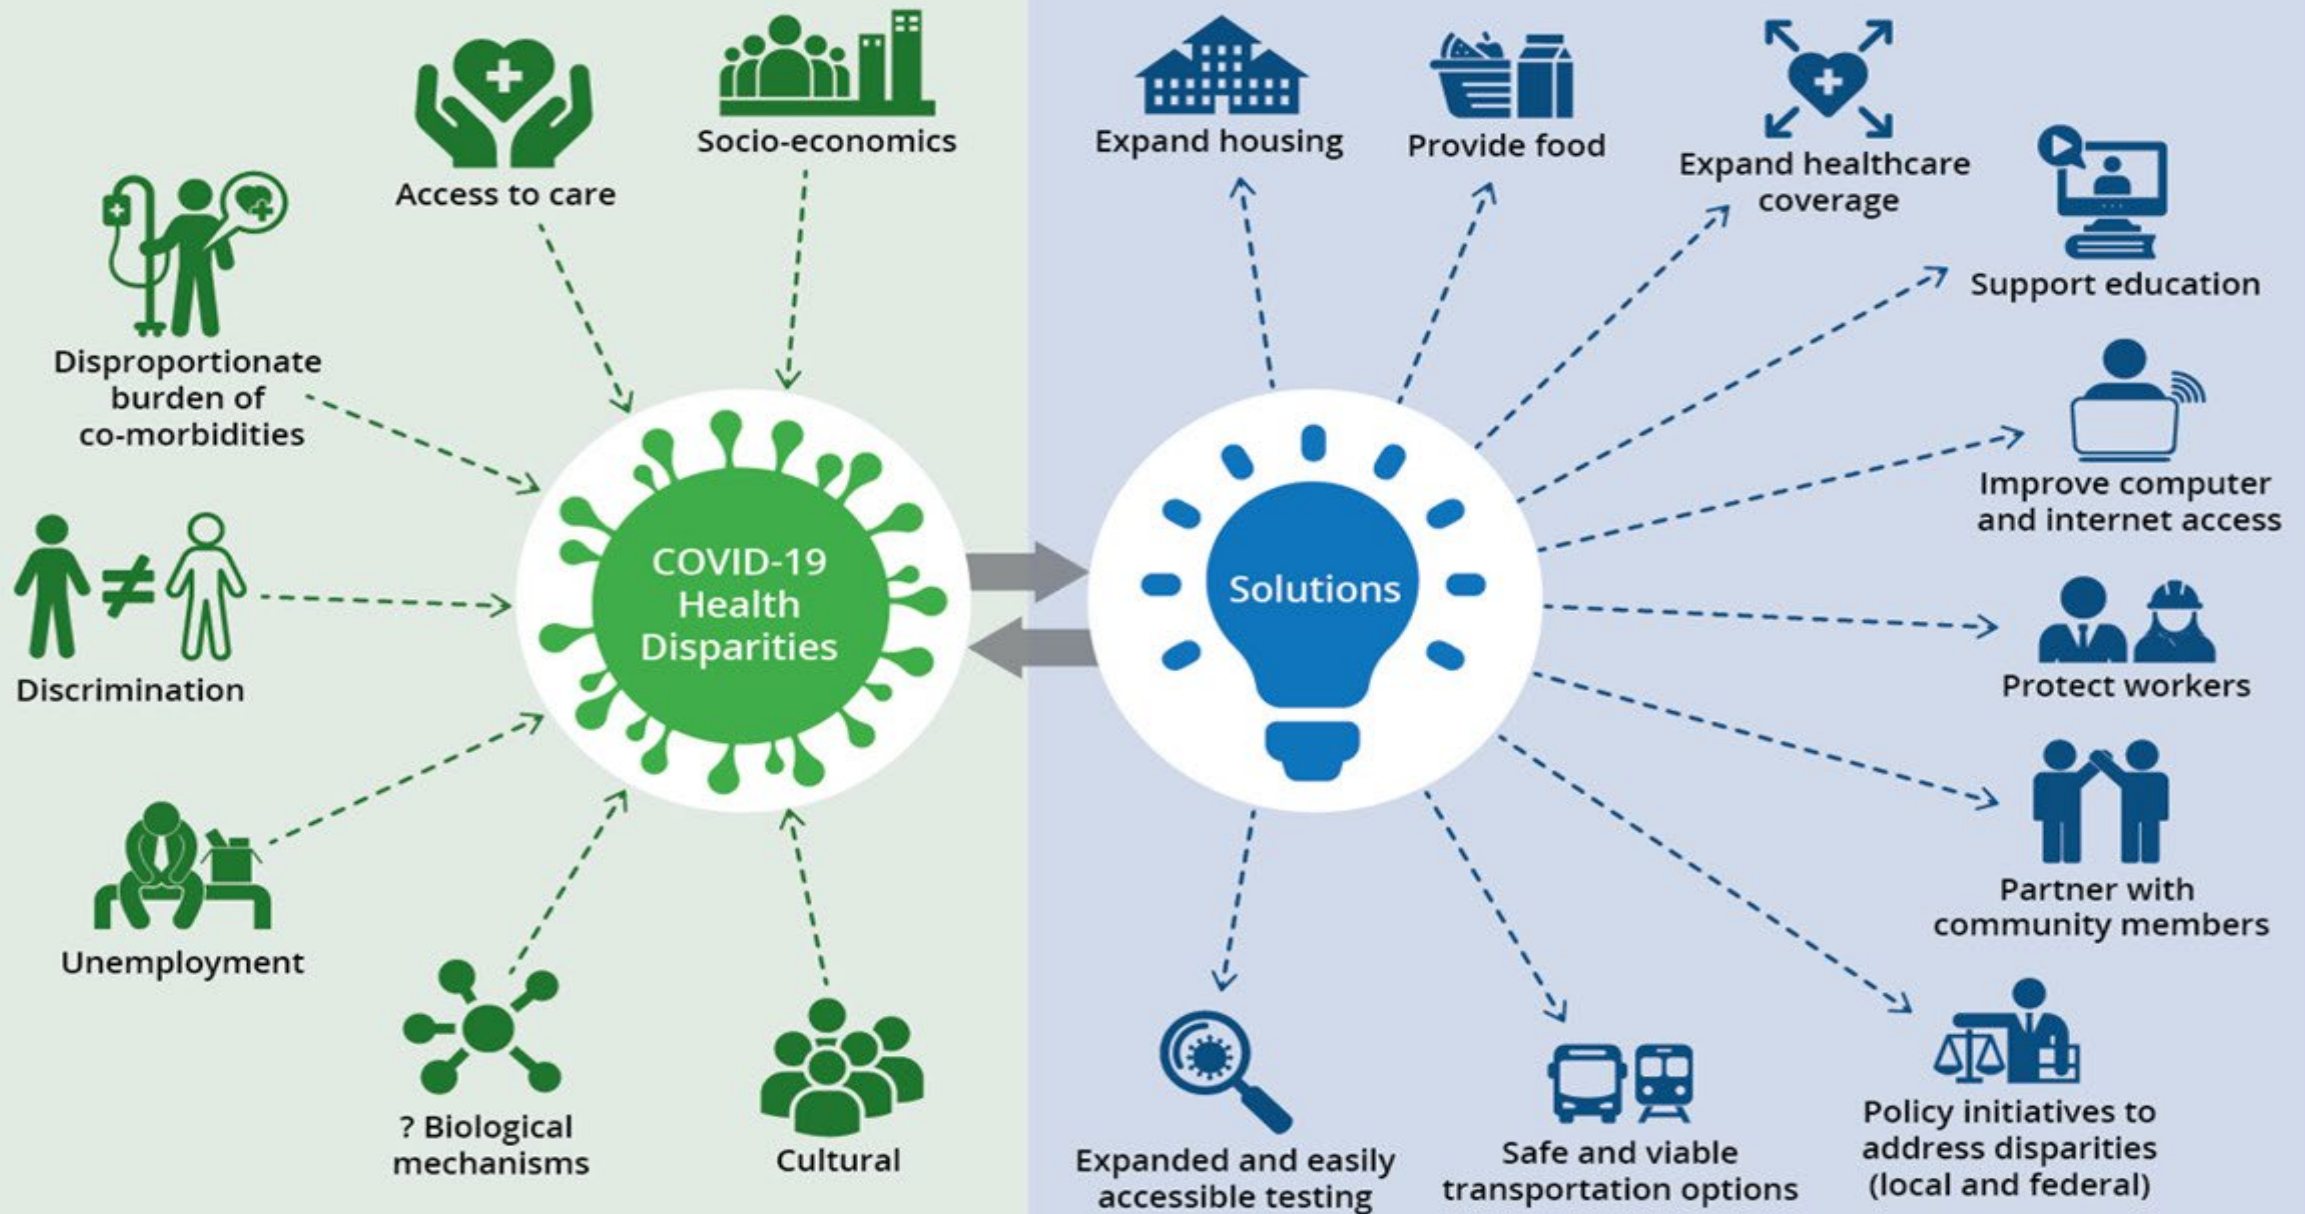 Socio-economics
Access to care
Disproportionate
burden of
co-morbidities
Discrimination
Unemployment
? Biological
mechanisms
Cultural
COVID-19
Health
Disparities
Solutions
Expand housing
Provide food
Expand healthcare
coverage
Support education
Improve computer
and internet access
Protect workers
Partner with
community members
Policy initiatives to
address disparities
(local and federal)
Safe and viable
transportation options
Expanded and easily
accessible testing